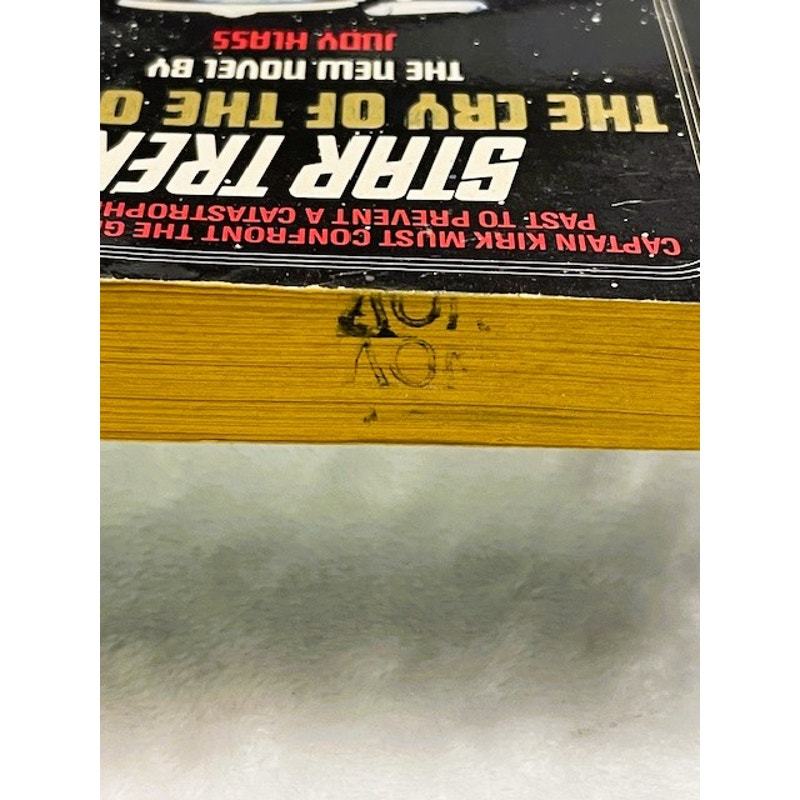 CAPTAIN KIRK MUST CONFRONT THE
PAST TO PREVENT A
STAR TREK
THE CRY OF THE
THE NEW NOVEL BY
JUDY KLASS